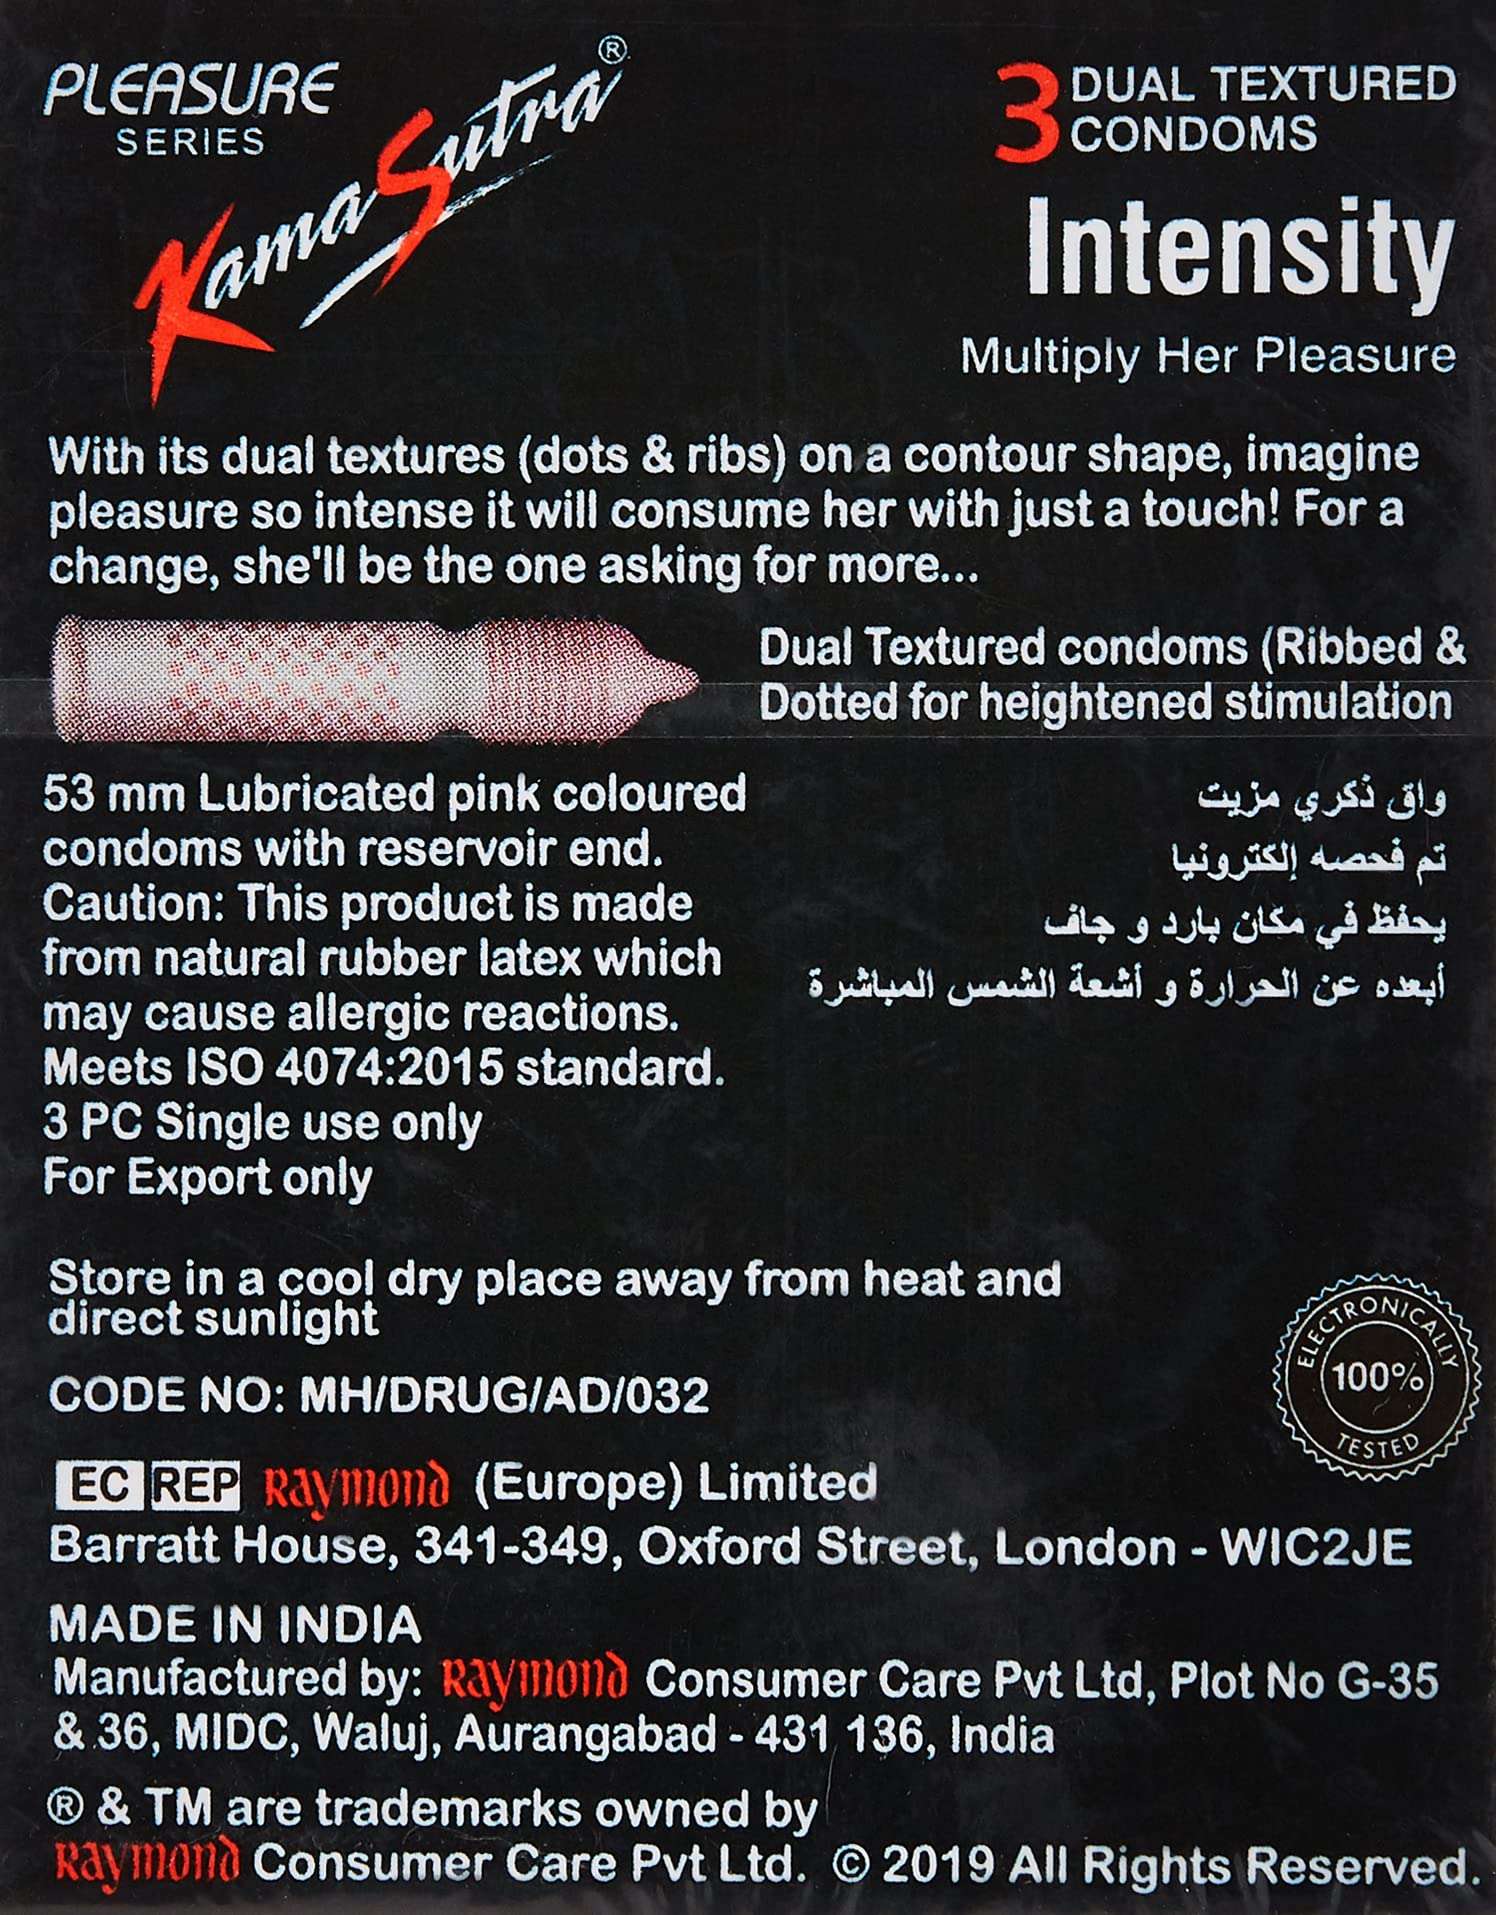 PLEASURE
SERIES
KamaSutra®
3 DUAL TEXTURED
CONDOMS
Intensity
Multiply Her Pleasure
With its dual textures (dots & ribs) on a contour shape, imagine
pleasure so intense it will consume her with just a touch! For a
change, she'll be the one asking for more...
Dual Textured condoms (Ribbed &
Dotted for heightened stimulation
53 mm Lubricated pink coloured
condoms with reservoir end.
Caution: This product is made
from natural rubber latex which
may cause allergic reactions.
Meets ISO 4074:2015 standard.
3 PC Single use only
For Export only
واق ذكري مزيت
تم فحصه إلكترونيا
يحفظ في مكان بارد و جاف
أبعده عن الحرارة و أشعة الشمس المباشرة
Store in a cool dry place away from heat and
direct sunlight
CODE NO: MH/DRUG/AD/032
ELECTRONICALLY
100%
TESTED
EC REP Raymond (Europe) Limited
Barratt House, 341-349, Oxford Street, London - WIC2JE
MADE IN INDIA
Manufactured by: Raymond Consumer Care Pvt Ltd, Plot No G-35
& 36, MIDC, Waluj, Aurangabad - 431 136, India
® & TM are trademarks owned by
Raymond Consumer Care Pvt Ltd. © 2019 All Rights Reserved.